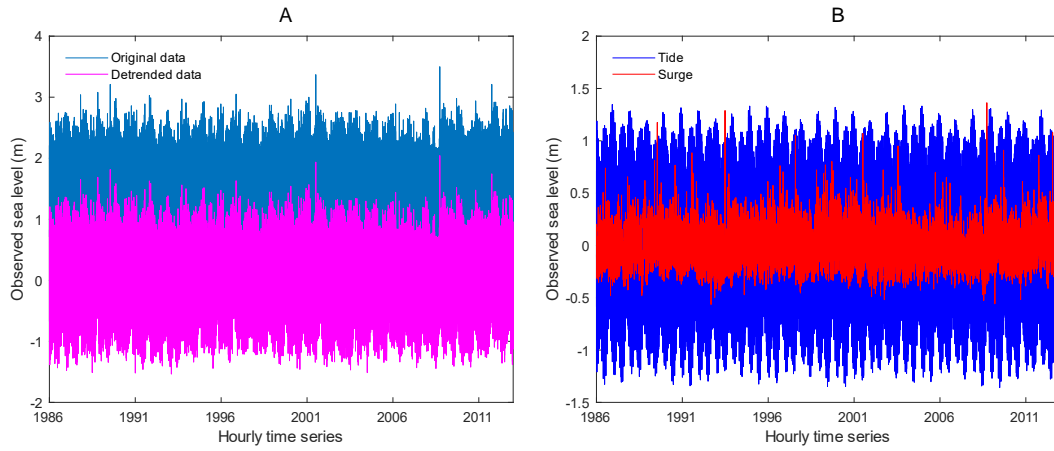 A
Observed sea level (m)
4
3
2
1
0
-1
-2
Original data
Detrended data
1986 1991 1996 2001 2006 2011
Hourly time series
B
Observed sea level (m)
2
1.5
1
0.5
0
-0.5
-1
-1.5
Tide
Surge
1986 1991 1996 2001 2006 2011
Hourly time series